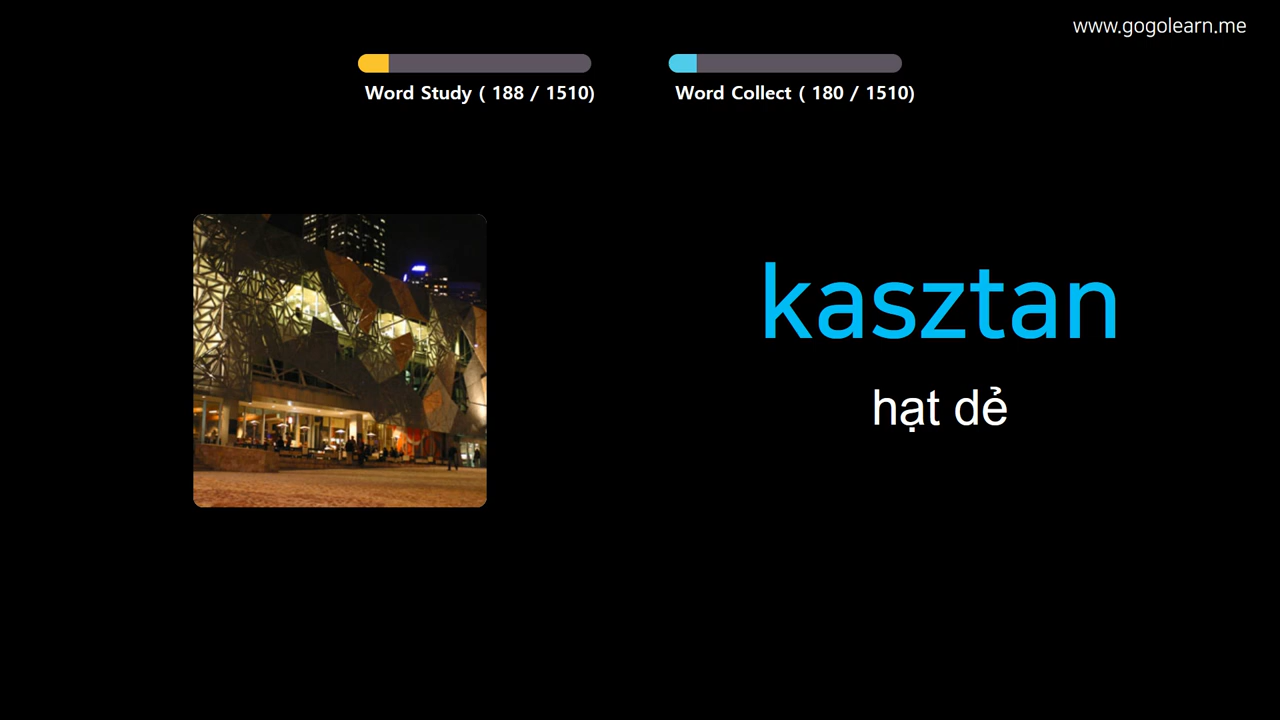 www.gogolearn.me
Word Study ( 188 / 1510)
Word Collect ( 180 / 1510)
kasztan
hạt dẻ